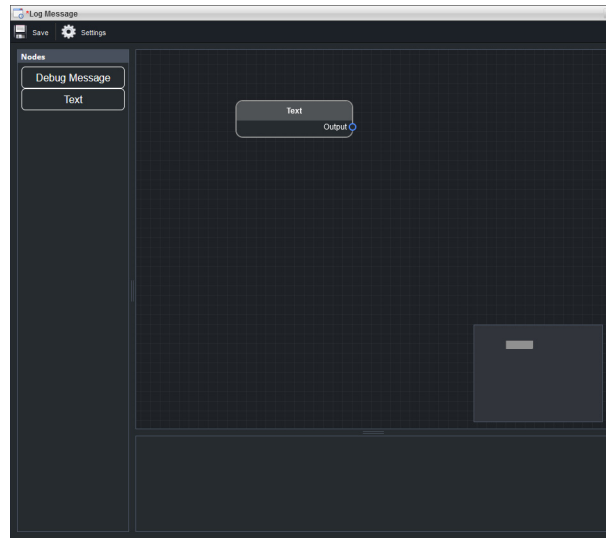 *Log Message
Save Settings
Nodes
Debug Message
Text
Text
Output